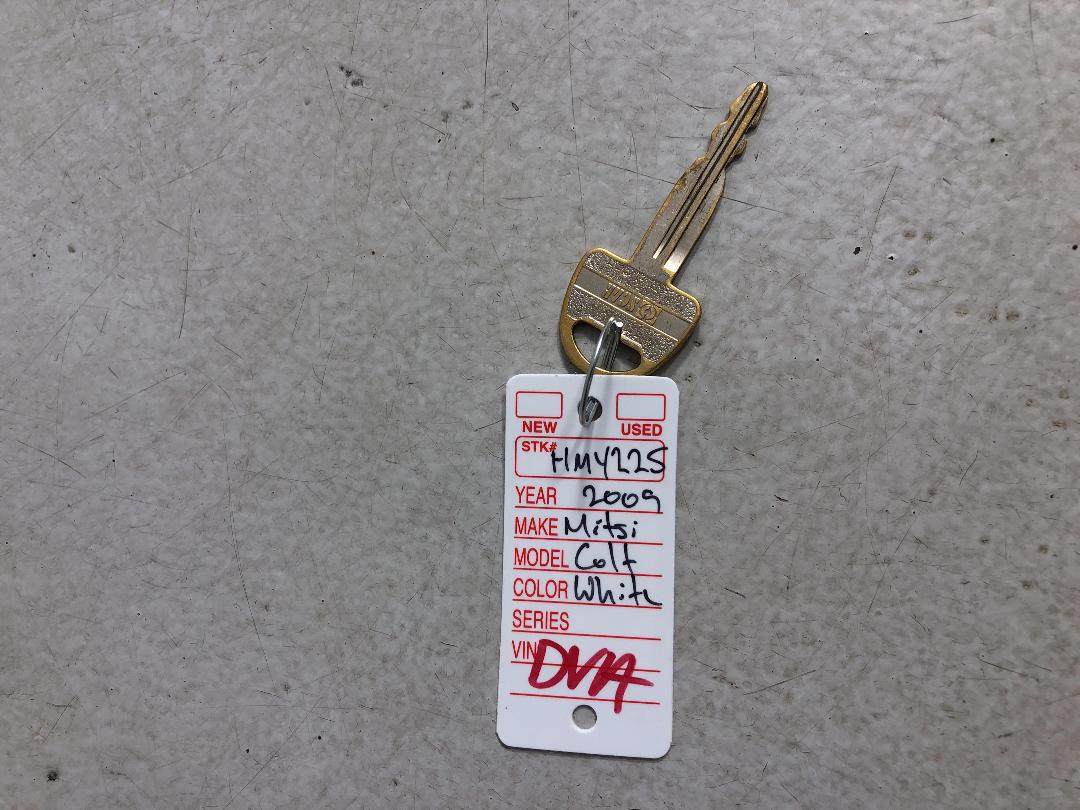 NEW USED
STK# HMY225
YEAR 2009
MAKE Mitsi
MODEL Colt
COLOR White
SERIES
VIN DVA